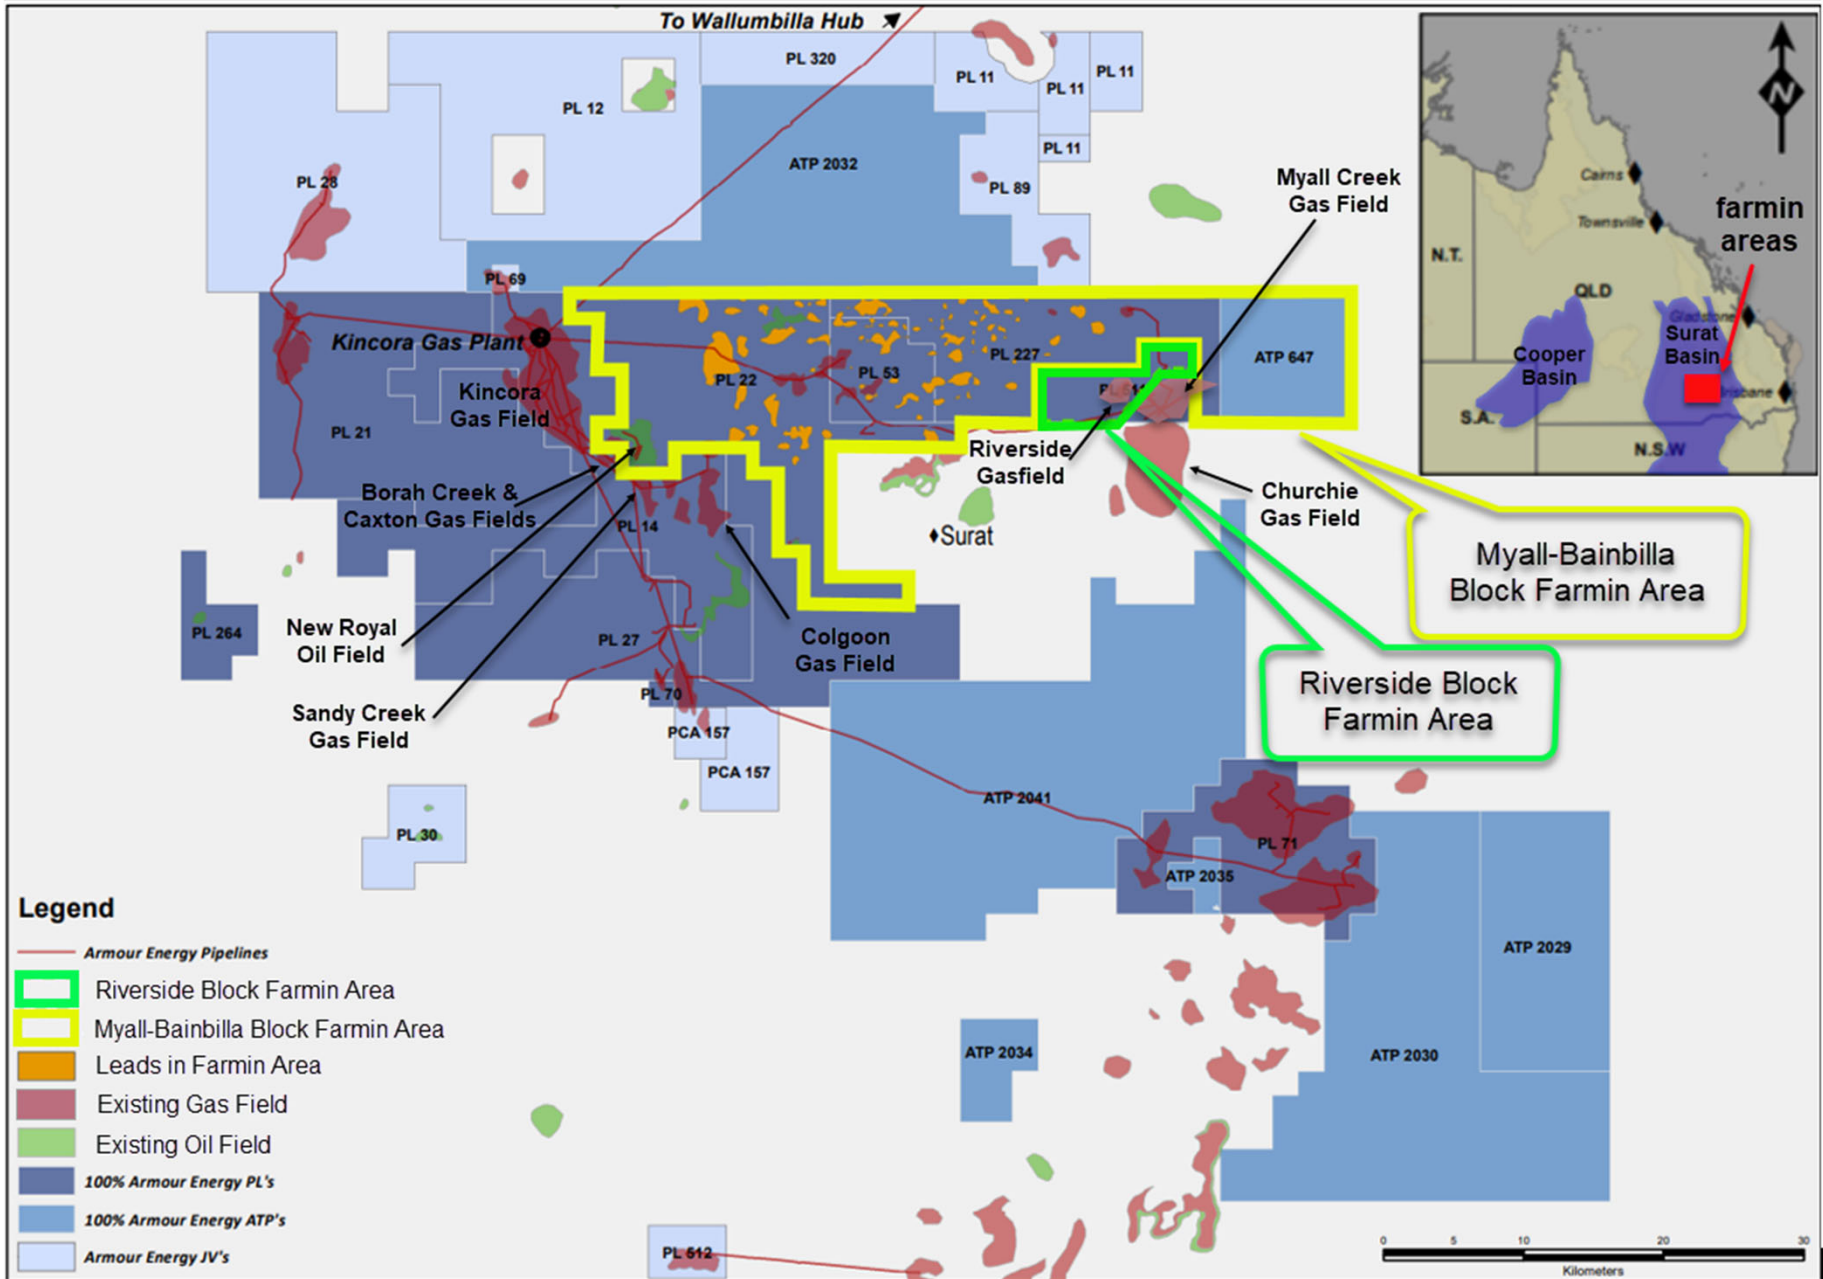 To Wallumbilla Hub
PL 320
PL 11
PL 11
PL 11
PL 12
PL 11
ATP 2032
PL 28
PL 89
Myall Creek
Gas Field
PL 69
Kincora Gas Plant
PL 227
ATP 647
PL 22
PL 53
Kincora
Gas Field
PL 21
Riverside
Gasfield
Borah Creek &
Caxton Gas Fields
Churchie
Gas Field
PL 14
Surat
New Royal
Oil Field
PL 264
PL 27
Colgoon
Gas Field
PL 70
Sandy Creek
Gas Field
PCA 157
PCA 157
PL 30
ATP 2041
PL 71
ATP 2035
ATP 2029
ATP 2034
ATP 2030
PL 512
Myall-Bainbilla
Block Farmin Area
Riverside Block
Farmin Area
N
Cairns
Townsville
farmin
areas
N.T.
QLD
Gladstone
Surat
Basin
Cooper
Basin
S.A.
N.S.W
Legend
Armour Energy Pipelines
Riverside Block Farmin Area
Myall-Bainbilla Block Farmin Area
Leads in Farmin Area
Existing Gas Field
Existing Oil Field
100% Armour Energy PL's
100% Armour Energy ATP's
Armour Energy JV's
0 5 10 20 30
Kilometers